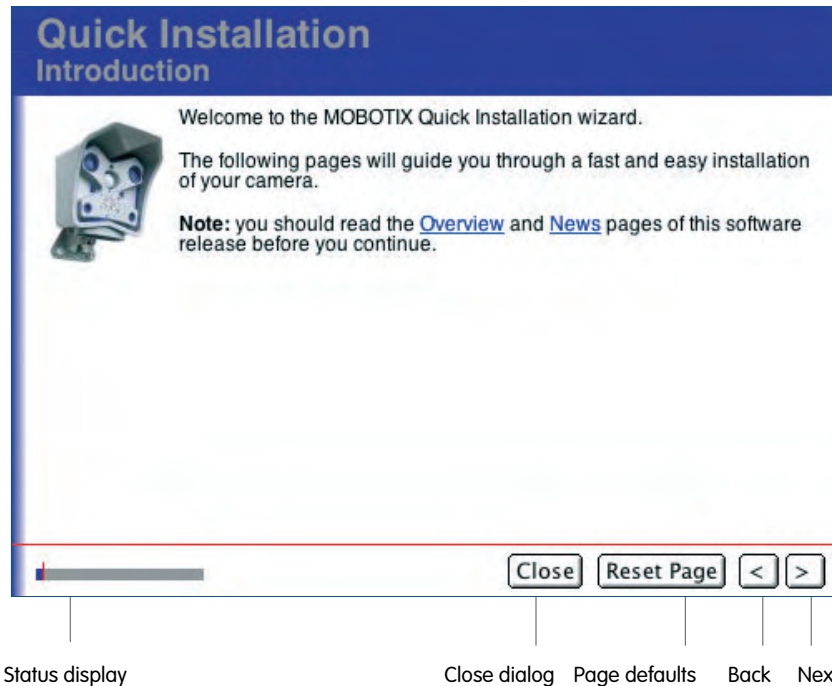 Quick Installation
Introduction
Welcome to the MOBOTIX Quick Installation wizard.
The following pages will guide you through a fast and easy installation
of your camera.
Note: you should read the Overview and News pages of this software
release before you continue.
Close Reset Page < >
Status display Close dialog Page defaults Back Nex